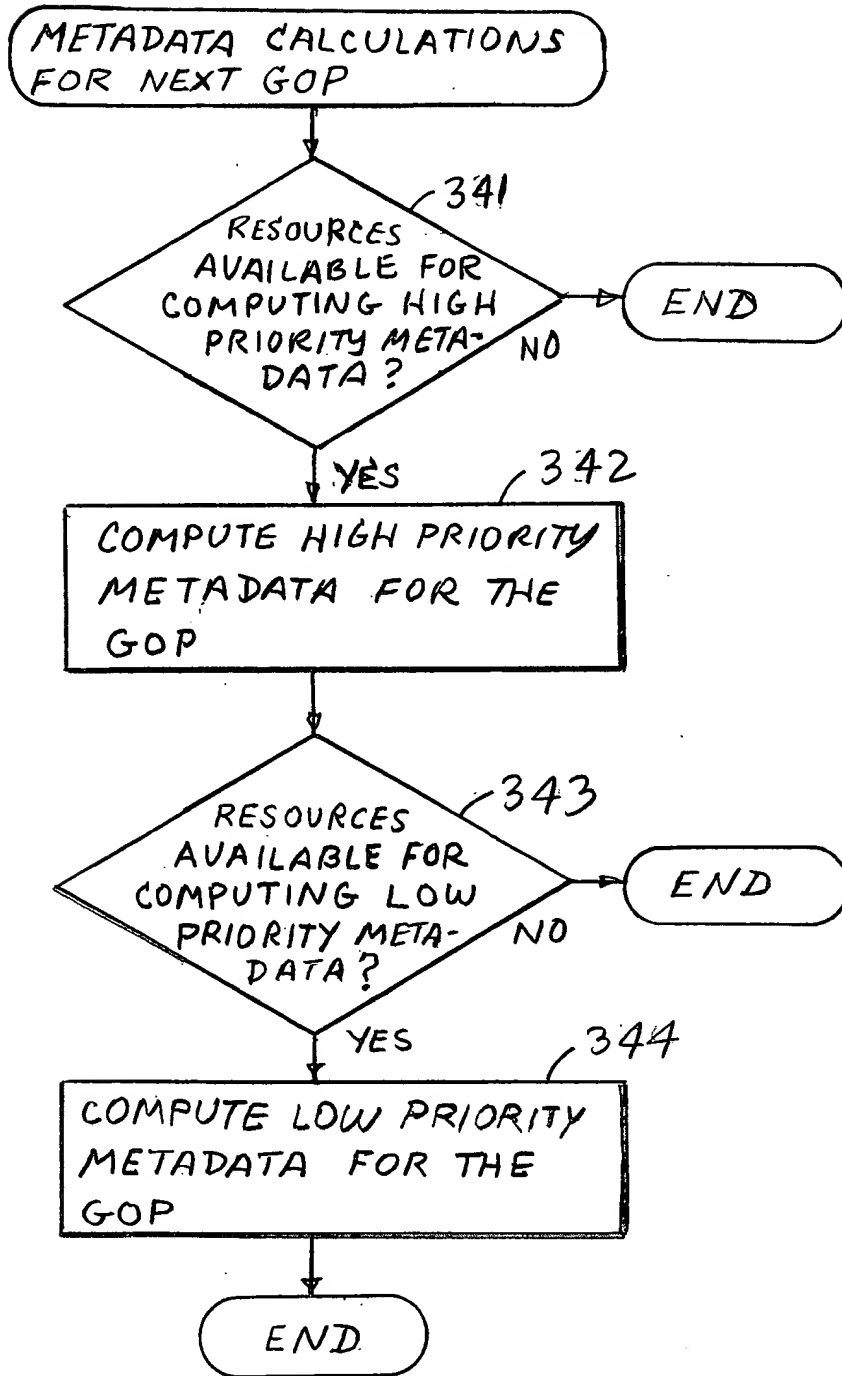 METADATA CALCULATIONS
FOR NEXT GOP
341
RESOURCES
AVAILABLE FOR
COMPUTING HIGH
PRIORITY META-
DATA?
NO
END
YES
342
COMPUTE HIGH PRIORITY
METADATA FOR THE
GOP
343
RESOURCES
AVAILABLE FOR
COMPUTING LOW
PRIORITY META-
DATA?
NO
END
YES
344
COMPUTE LOW PRIORITY
METADATA FOR THE
GOP
END